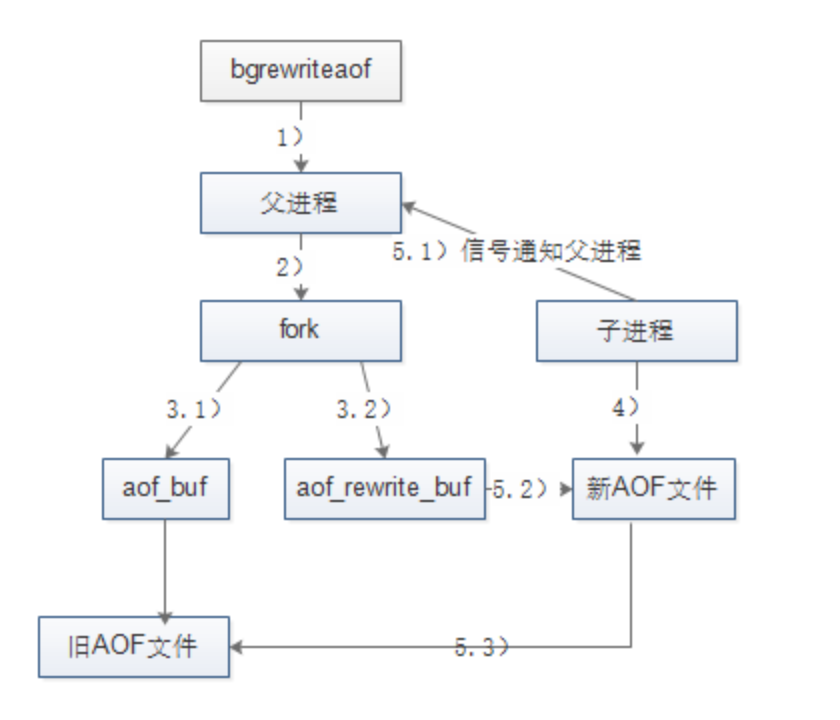 bgrewriteaof
1）
父进程
5.1）信号通知父进程
2）
fork
子进程
3.1）
3.2）
4）
aof_buf
aof_rewrite_buf
5.2）
新AOF文件
旧AOF文件
5.3）